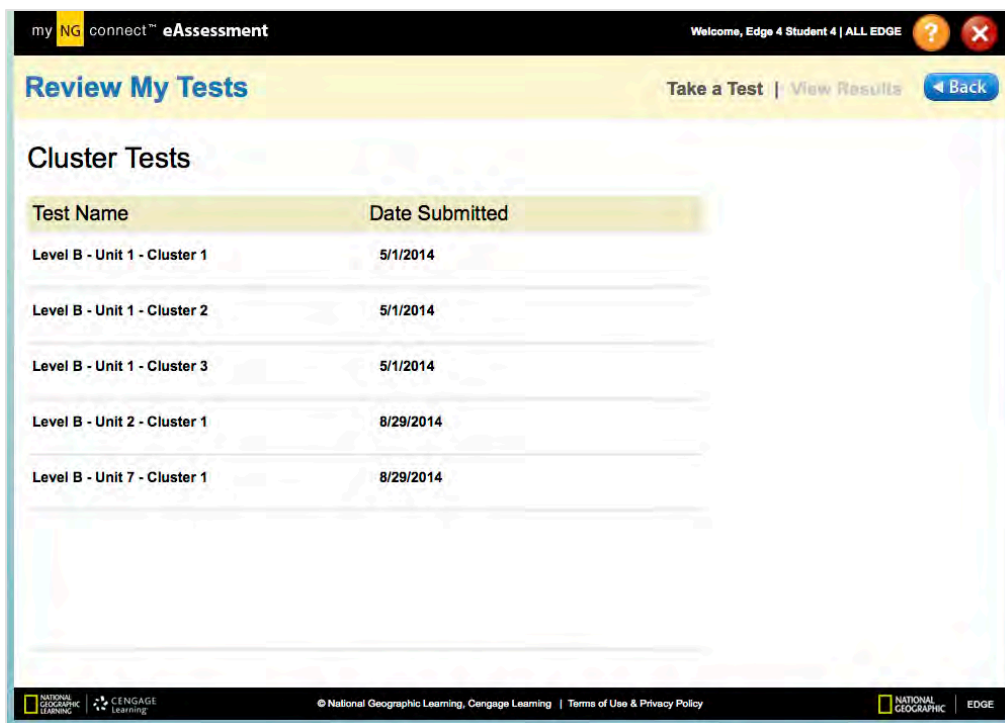 my NG connect™ eAssessment
Welcome, Edge 4 Student 4 | ALL EDGE
?
Review My Tests
Take a Test | View Results
Back
Cluster Tests
Test Name Date Submitted
Level B - Unit 1 - Cluster 1 5/1/2014
Level B - Unit 1 - Cluster 2 5/1/2014
Level B - Unit 1 - Cluster 3 5/1/2014
Level B - Unit 2 - Cluster 1 8/29/2014
Level B - Unit 7 - Cluster 1 8/29/2014
NATIONAL
GEOGRAPHIC
LEARNING
CENGAGE
Learning
© National Geographic Learning, Cengage Learning | Terms of Use & Privacy Policy
NATIONAL
GEOGRAPHIC
EDGE